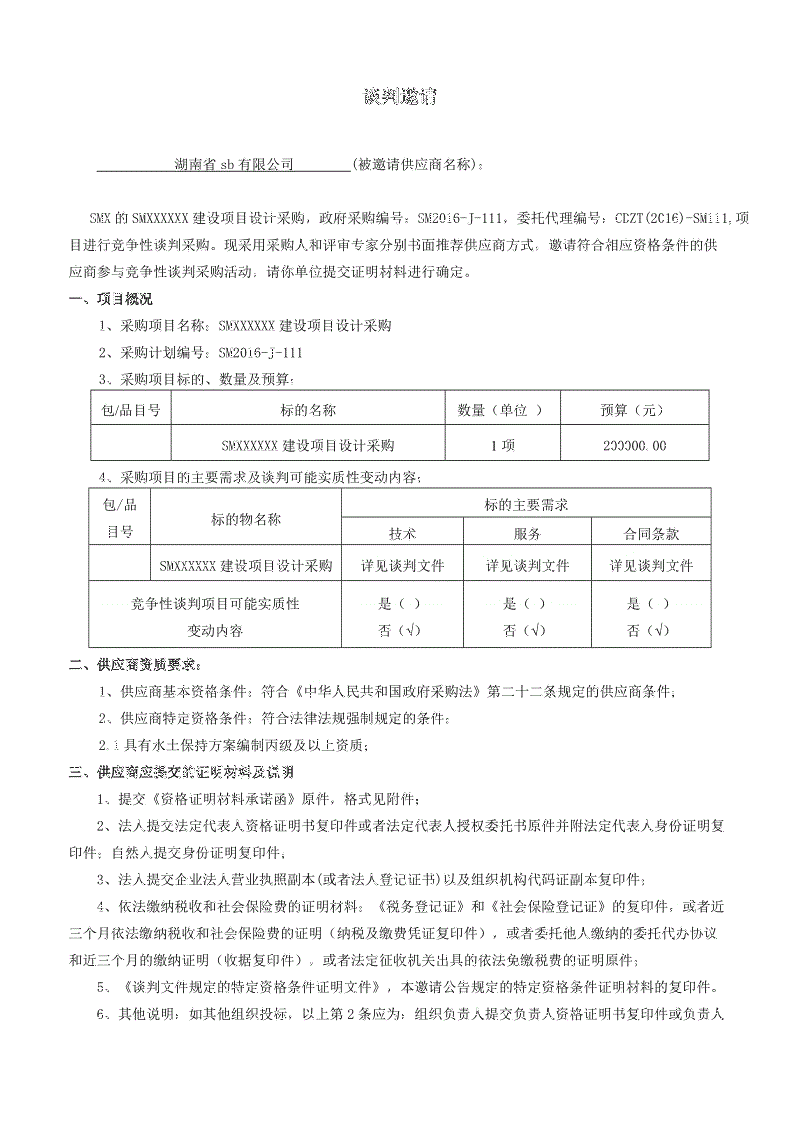 谈判邀请
湖南省 sb 有限公司 (被邀请供应商名称)：
SMX 的 SMXXXXXX 建设项目设计采购，政府采购编号：SM2016-J-111，委托代理编号：CDZT(2016)-SM111,项
目进行竞争性谈判采购。现采用采购人和评审专家分别书面推荐供应商方式，邀请符合相应资格条件的供
应商参与竞争性谈判采购活动，请你单位提交证明材料进行确定。
一、项目概况
1、采购项目名称：SMXXXXXX 建设项目设计采购
2、采购计划编号：SM2016-J-111
3、采购项目标的、数量及预算：
包/品目号 标的名称 数量（单位 ） 预算（元）
SMXXXXXX 建设项目设计采购 1 项 200000.00
4、采购项目的主要需求及谈判可能实质性变动内容；
包/品 标的物名称 标的主要需求
目号 技术 服务 合同条款
SMXXXXXX 建设项目设计采购 详见谈判文件 详见谈判文件 详见谈判文件
竞争性谈判项目可能实质性 是（ ） 是（ ） 是（ ）
变动内容 否（√） 否（√） 否（√）
二、供应商资质要求：
1、供应商基本资格条件：符合《中华人民共和国政府采购法》第二十二条规定的供应商条件；
2、供应商特定资格条件：符合法律法规强制规定的条件。
2.1 具有水土保持方案编制丙级及以上资质；
三、供应商应提交的证明材料及说明
1、提交《资格证明材料承诺函》原件，格式见附件；
2、法人提交法定代表人资格证明书复印件或者法定代表人授权委托书原件并附法定代表人身份证明复
印件；自然人提交身份证明复印件；
3、法人提交企业法人营业执照副本(或者法人登记证书)以及组织机构代码证副本复印件；
4、依法缴纳税收和社会保险费的证明材料：《税务登记证》和《社会保险登记证》的复印件，或者近
三个月依法缴纳税收和社会保险费的证明（纳税及缴费凭证复印件），或者委托他人缴纳的委托代办协议
和近三个月的缴纳证明（收据复印件），或者法定征收机关出具的依法免缴税费的证明原件；
5、《谈判文件规定的特定资格条件证明文件》，本邀请公告规定的特定资格条件证明材料的复印件。
6、其他说明：如其他组织投标，以上第 2 条应为：组织负责人提交负责人资格证明书复印件或负责人